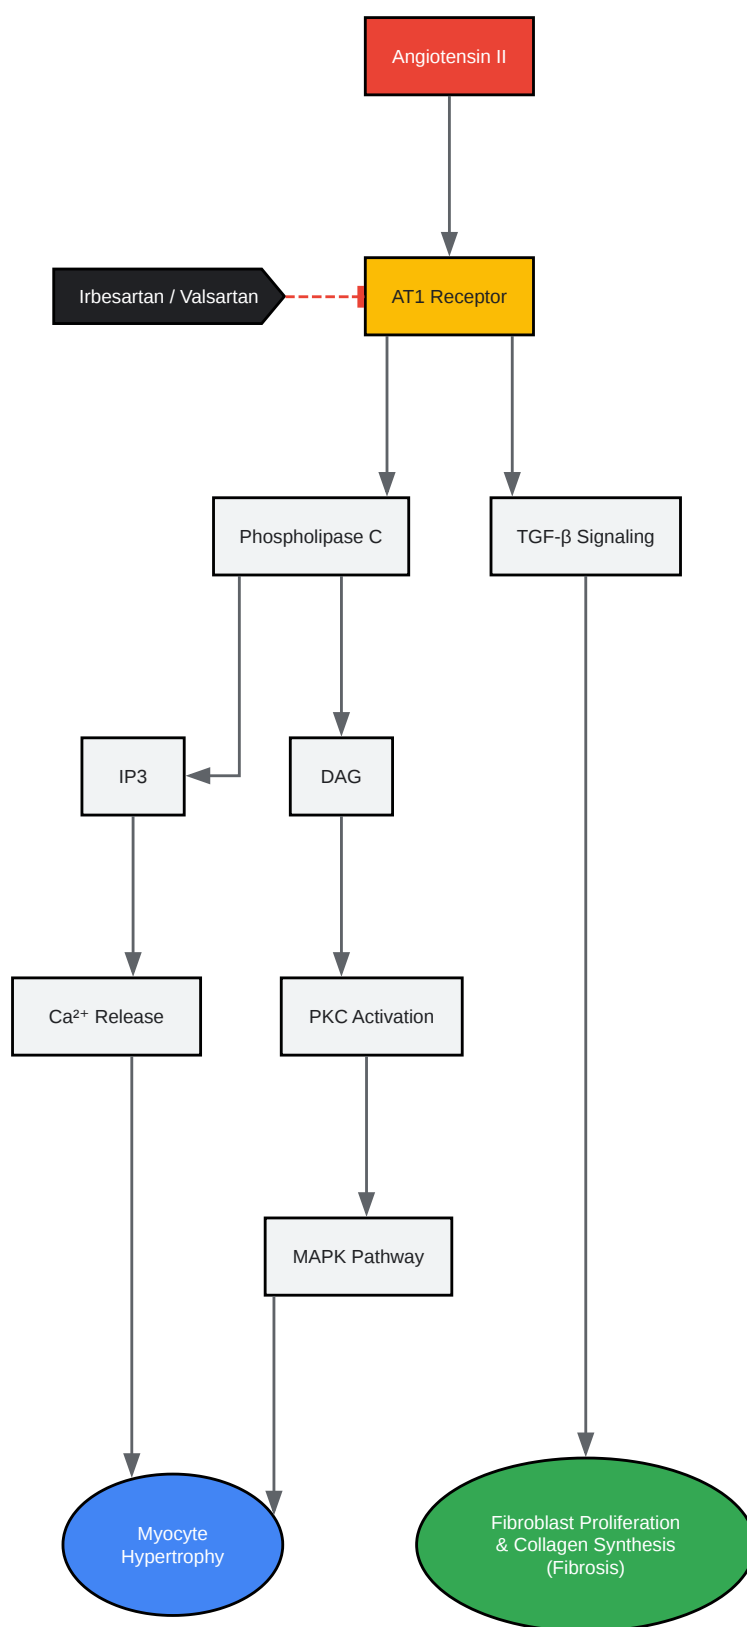 Angiotensin II
Irbesartan / Valsartan
AT1 Receptor
Phospholipase C
TGF-β Signaling
IP3
DAG
Ca²⁺ Release
PKC Activation
MAPK Pathway
Myocyte
Hypertrophy
Fibroblast Proliferation
& Collagen Synthesis
(Fibrosis)